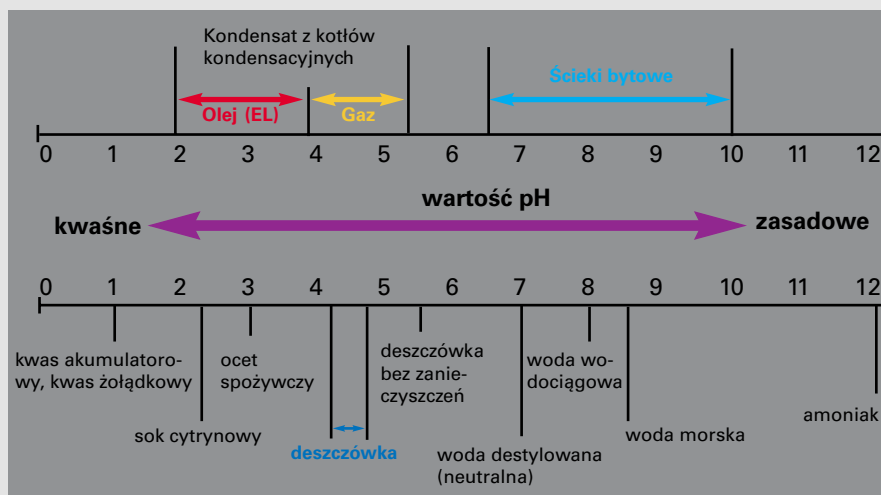 Kondensat z kotłów
kondensacyjnych
Ścieki bytowe
Olej (EL)
Gaz
0 1 2 3 4 5 6 7 8 9 10 11 12
wartość pH
kwaśne
zasadowe
0 1 2 3 4 5 6 7 8 9 10 11 12
kwas akumulatoro-
wy, kwas żołądkowy
ocet
spożywczy
deszczówka
bez zanie-
czyszczeń
woda wo-
dociągowa
amoniak
sok cytrynowy
deszczówka
woda destylowana
(neutralna)
woda morska